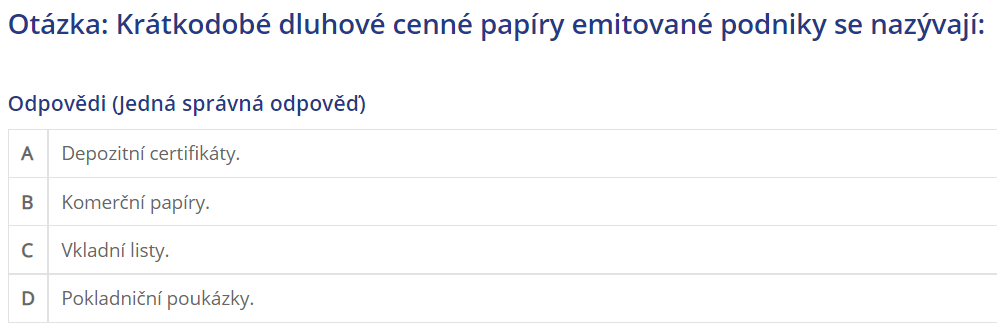 Otázka: Krátkodobé dluhové cenné papíry emitované podniky se nazývají:
Odpovědi (Jedná správná odpověď)
A Depozitní certifikáty.
B Komerční papíry.
C Vkladní listy.
D Pokladniční poukázky.